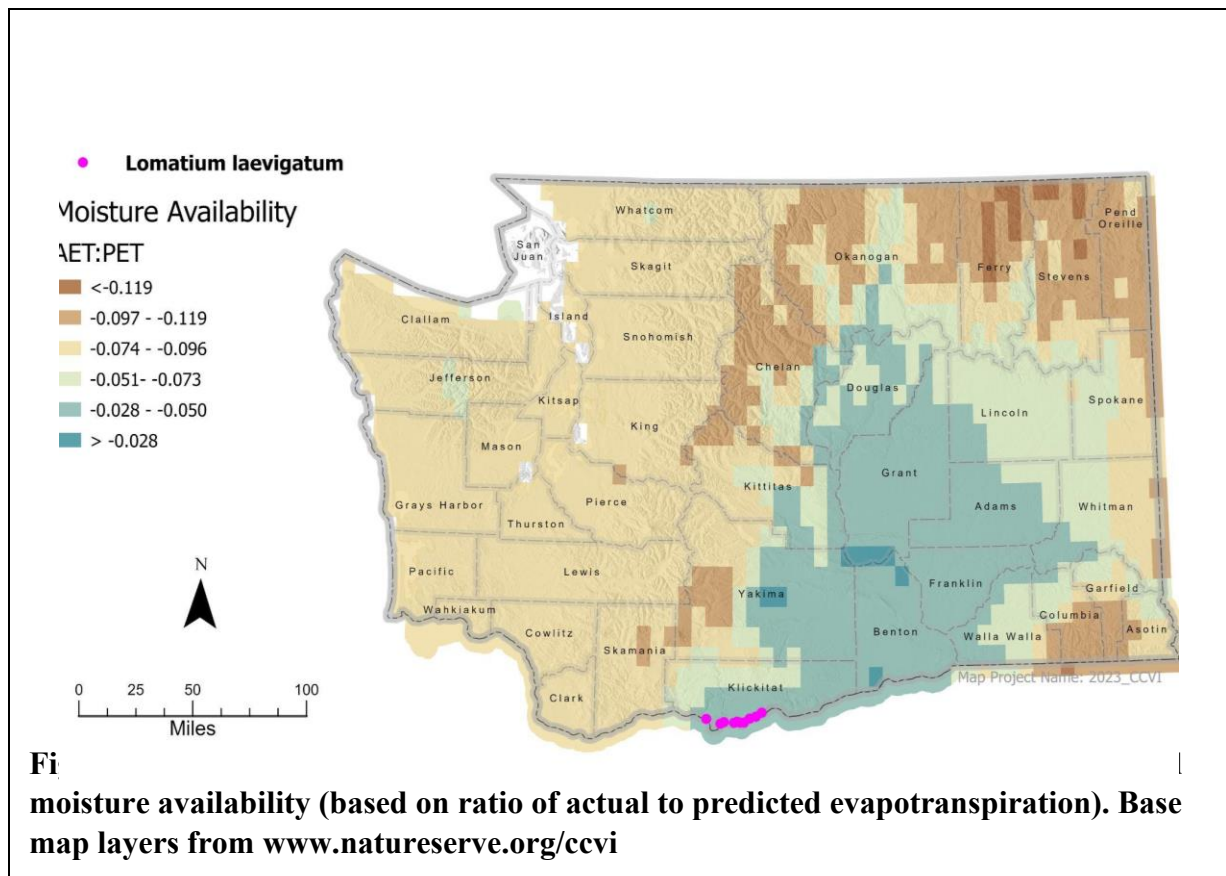 Lomatium laevigatum
Moisture Availability
AET:PET
<-0.119
-0.097 - -0.119
-0.074 - -0.096
-0.051- -0.073
-0.028 - -0.050
> -0.028
Whatcom
San
Juan
Skagit
Okanogan
Ferry
Stevens
Pend
Oreille
Island
Clallam
Snohomish
Chelan
Jefferson
Douglas
Kitsap
Lincoln
Spokane
King
Mason
Grant
Kittitas
Grays Harbor
Pierce
Thurston
Adams
Whitman
Pacific
Lewis
Yakima
Franklin
Garfield
Wahkiakum
Columbia
Cowlitz
Benton
Walla Walla
Asotin
Skamania
Klickitat
Clark
Map Project Name: 2023_CCVI
N
0 50 100
Miles
moisture availability (based on ratio of actual to predicted evapotranspiration). Base
map layers from www.natureserve.org/ccvi